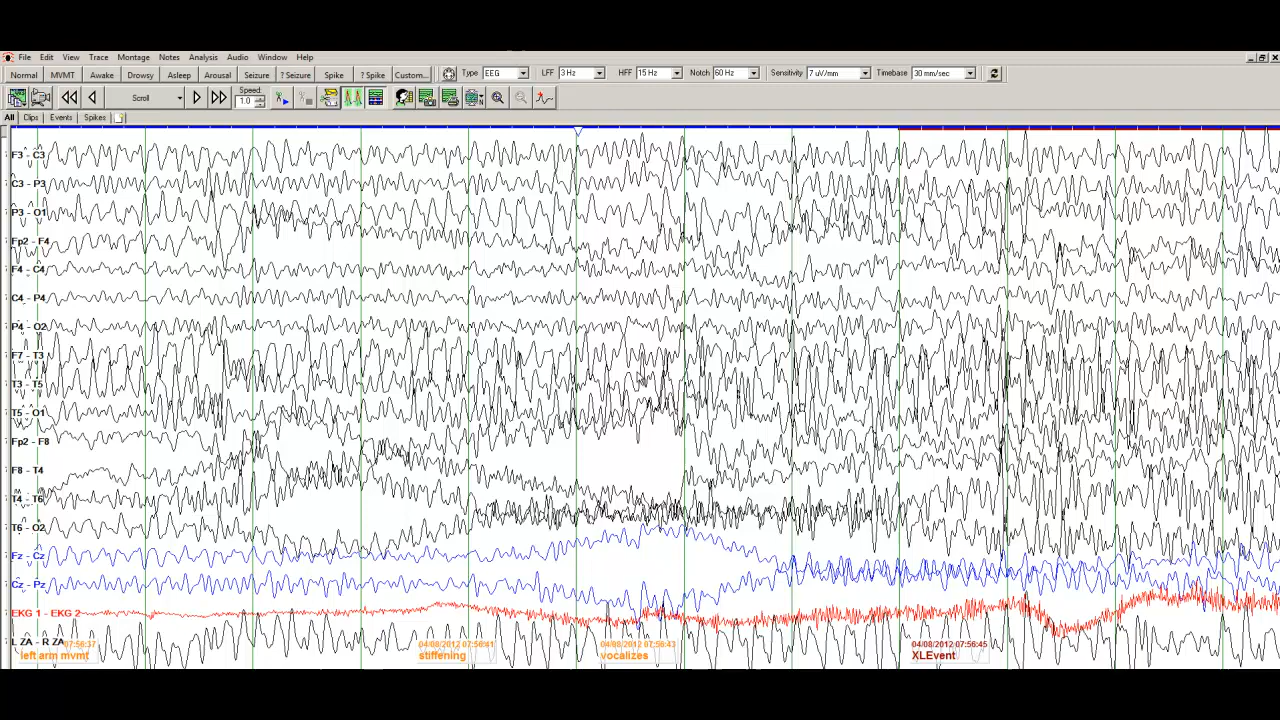 File Edit View Trace Montage Notes Analysis Audio Window Help
Normal MVMT Awake Drowsy Asleep Arousal Seizure ? Seizure Spike ? Spike Custom... Type EEG LFF 3 Hz HFF 15 Hz Notch 60 Hz Sensitivity 7 uV/mm Timebase 30 mm/sec
Scroll Speed: 1.0
All Clips Events Spikes
F3 - C3
C3 - P3
P3 - O1
Fp2 - F4
F4 - C4
C4 - P4
P4 - O2
F7 - T3
T3 - T5
T5 - O1
Fp2 - F8
F8 - T4
T4 - T6
T6 - O2
Fz - Cz
Cz - Pz
EKG 1 - EKG 2
LZA - R ZA
07:56:37 04/08/2012 07:56:41 04/08/2012 07:56:43 04/08/2012 07:56:45
left arm mvmt stiffening vocalizes XLEvent